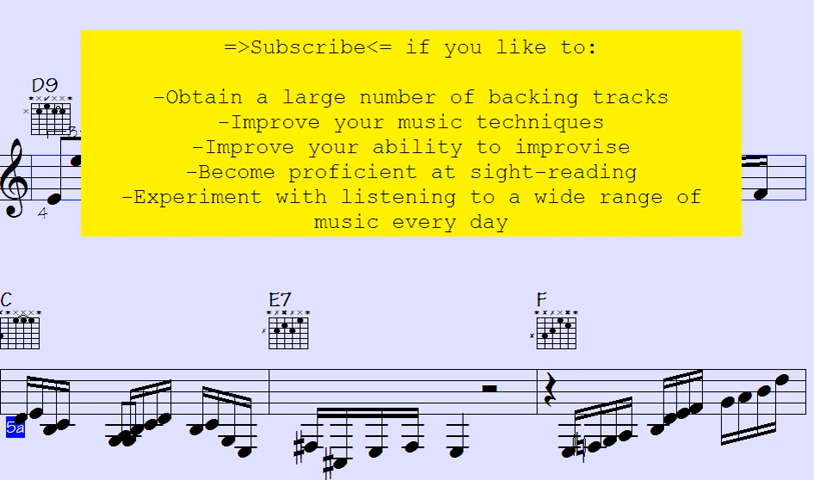 =>Subscribe<= if you like to:
-Obtain a large number of backing tracks
-Improve your music techniques
-Improve your ability to improvise
-Become proficient at sight-reading
-Experiment with listening to a wide range of
music every day
D9
3
4
C
E7
F
5a